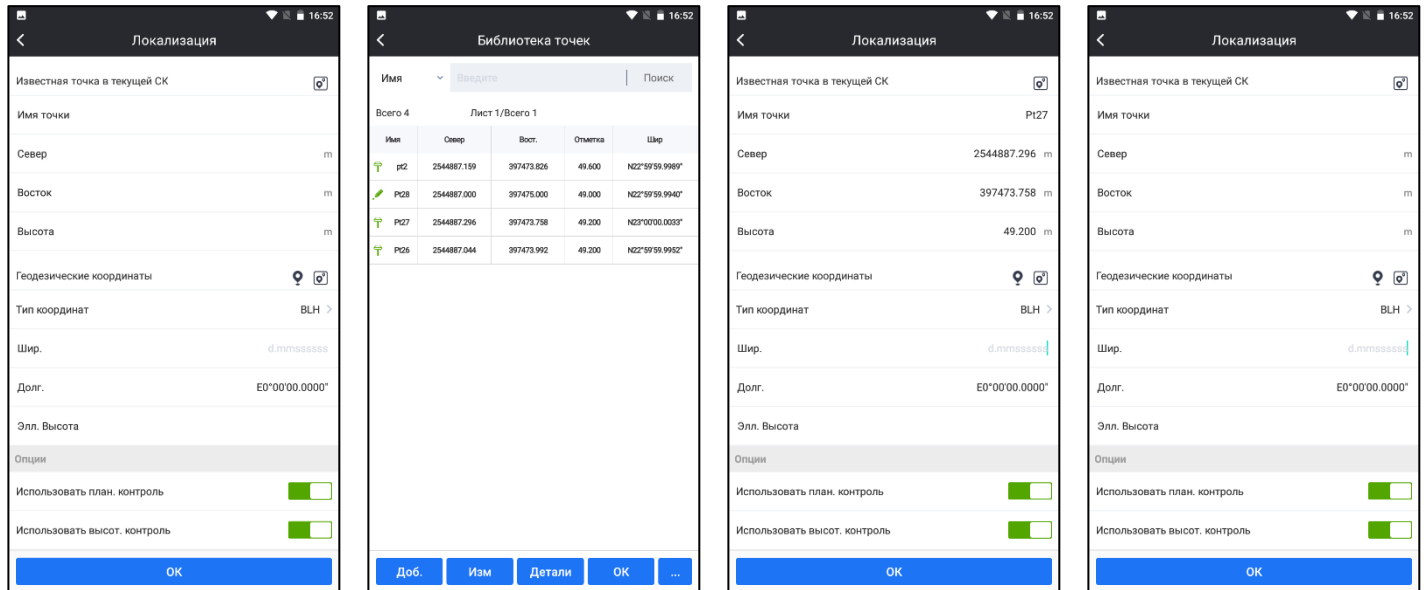 16:52
Локализация
Известная точка в текущей СК
Имя точки
Север m
Восток m
Высота m
Геодезические координаты
Тип координат BLH
Шир. d.mmssssss
Долг. E0°00'00.0000"
Элл. Высота
Опции
Использовать план. контроль
Использовать высот. контроль
ОК
16:52
Библиотека точек
Имя Введите Поиск
Всего 4 Лист 1/Всего 1
Имя Север Вост. Отметка Шир
pt2 2544887.159 397473.826 49.600 N22°59'59.9989"
Pt28 2544887.000 397475.000 49.000 N22°59'59.9940"
Pt27 2544887.296 397473.758 49.200 N23°00'00.0033"
Pt26 2544887.044 397473.992 49.200 N22°59'59.9952"
Доб. Изм Детали ОК ...
16:52
Локализация
Известная точка в текущей СК
Имя точки Pt27
Север 2544887.296 m
Восток 397473.758 m
Высота 49.200 m
Геодезические координаты
Тип координат BLH
Шир. d.mmssssss
Долг. E0°00'00.0000"
Элл. Высота
Опции
Использовать план. контроль
Использовать высот. контроль
ОК
16:52
Локализация
Известная точка в текущей СК
Имя точки
Север m
Восток m
Высота m
Геодезические координаты
Тип координат BLH
Шир. d.mmssssss
Долг. E0°00'00.0000"
Элл. Высота
Опции
Использовать план. контроль
Использовать высот. контроль
ОК